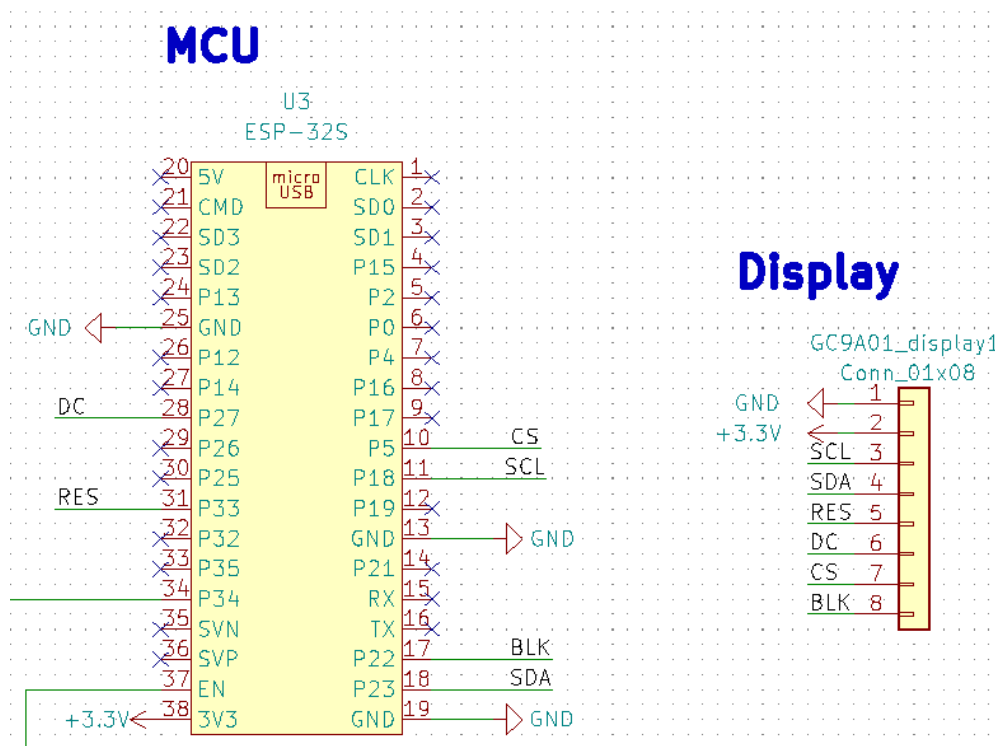 MCU
U3
ESP-32S
micro
USB
20 5V CLK 1
21 CMD SD0 2
22 SD3 SD1 3
23 SD2 P15 4
24 P13 P2 5
GND 25 GND P0 6
26 P12 P4 7
27 P14 P16 8
DC 28 P27 P17 9
29 P26 P5 10 CS
30 P25 P18 11 SCL
RES 31 P33 P19 12
32 P32 GND 13 GND
33 P35 P21 14
34 P34 RX 15
35 SVN TX 16
36 SVP P22 17 BLK
37 EN P23 18 SDA
+3.3V 38 3V3 GND 19 GND
Display
GC9A01_display1
Conn_01x08
GND 1
+3.3V 2
SCL 3
SDA 4
RES 5
DC 6
CS 7
BLK 8